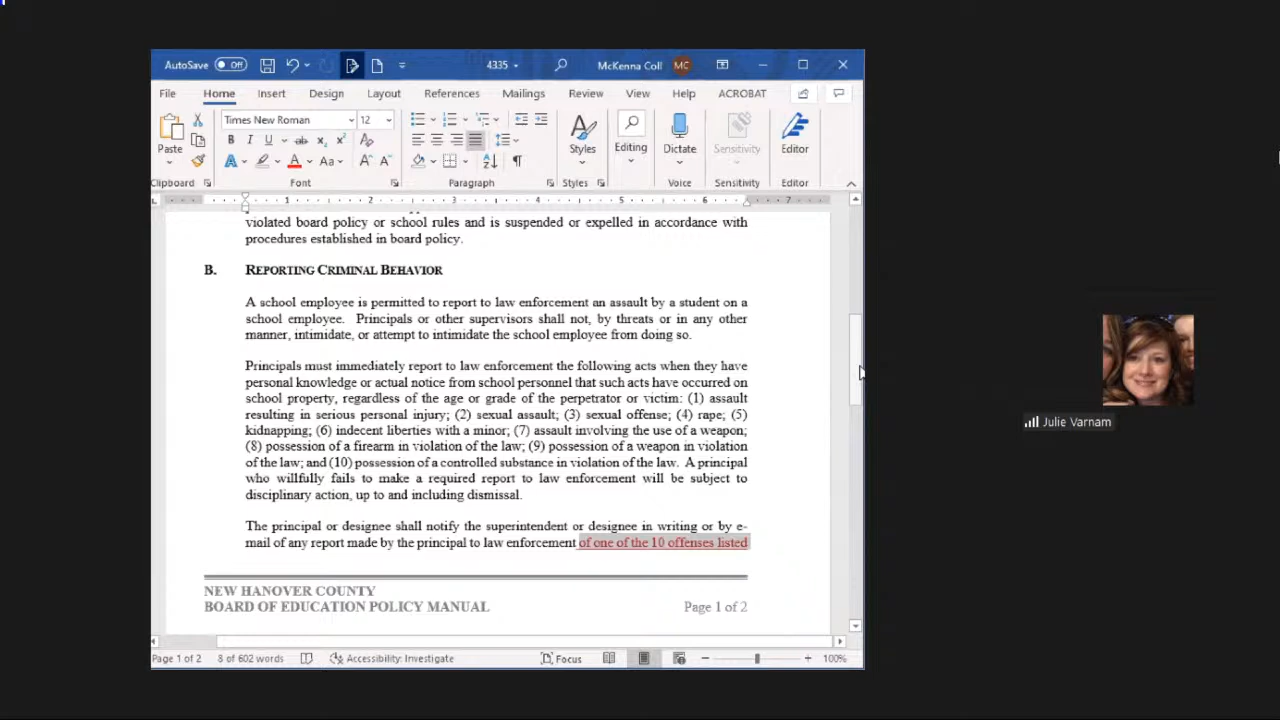 AutoSave Off 4335 McKenna Coll MC
File Home Insert Design Layout References Mailings Review View Help ACROBAT
Times New Roman 12
Paste Styles Editing Dictate Sensitivity Editor
Clipboard Font Paragraph Styles Voice Sensitivity Editor
1 2 3 4 5 6 7
violated board policy or school rules and is suspended or expelled in accordance with
procedures established in board policy.
B. REPORTING CRIMINAL BEHAVIOR
A school employee is permitted to report to law enforcement an assault by a student on a
school employee. Principals or other supervisors shall not, by threats or in any other
manner, intimidate, or attempt to intimidate the school employee from doing so.
Principals must immediately report to law enforcement the following acts when they have
personal knowledge or actual notice from school personnel that such acts have occurred on
school property, regardless of the age or grade of the perpetrator or victim: (1) assault
resulting in serious personal injury; (2) sexual assault; (3) sexual offense; (4) rape; (5)
kidnapping; (6) indecent liberties with a minor; (7) assault involving the use of a weapon;
(8) possession of a firearm in violation of the law; (9) possession of a weapon in violation
of the law; and (10) possession of a controlled substance in violation of the law. A principal
who willfully fails to make a required report to law enforcement will be subject to
disciplinary action, up to and including dismissal.
The principal or designee shall notify the superintendent or designee in writing or by e-
mail of any report made by the principal to law enforcement of one of the 10 offenses listed
NEW HANOVER COUNTY
BOARD OF EDUCATION POLICY MANUAL Page 1 of 2
Page 1 of 2 8 of 602 words Accessibility: Investigate Focus 100%
Julie Varnam